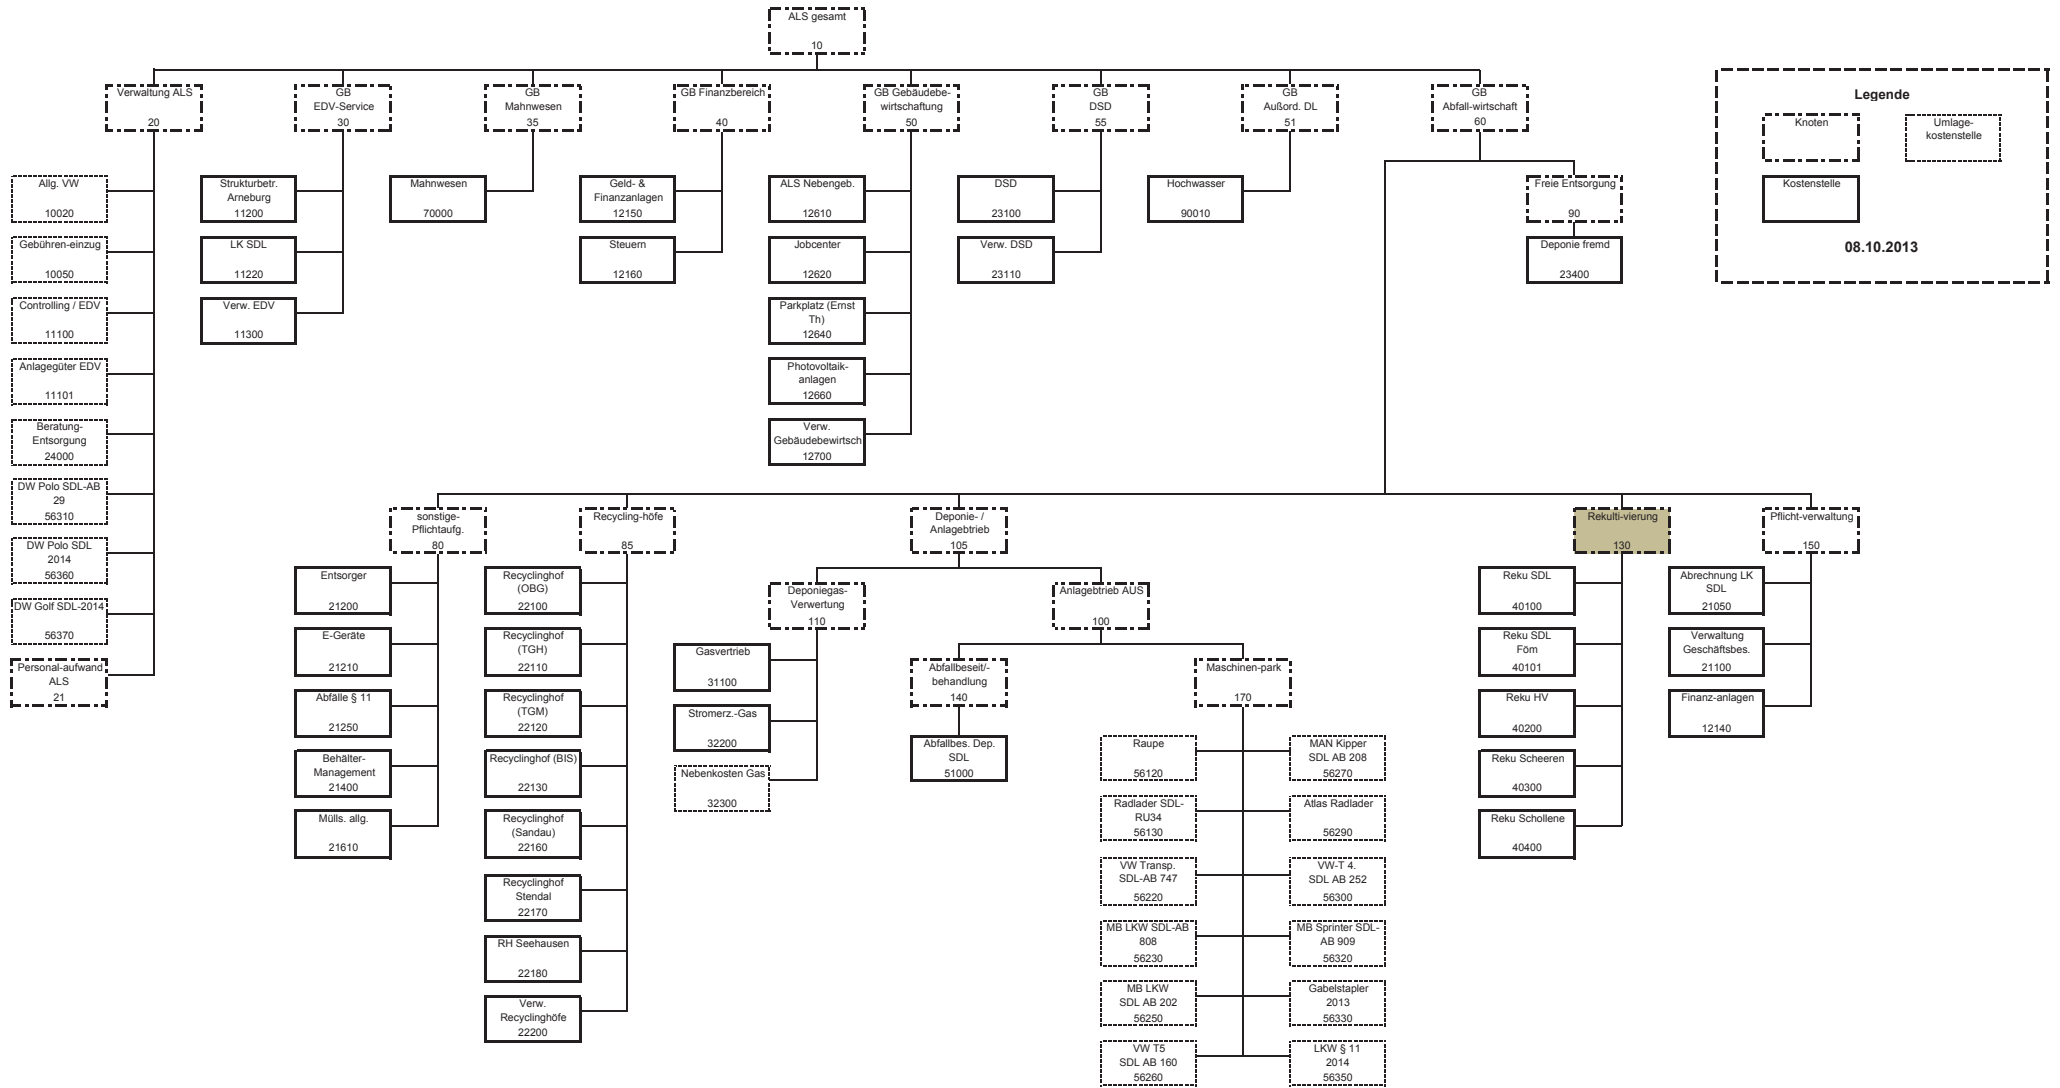 ALS gesamt
10
Verwaltung ALS
20
GB
EDV-Service
30
GB
Mahnwesen
35
GB Finanzbereich
40
GB Gebäudebe-
wirtschaftung
50
GB
DSD
55
GB
Außord. DL
51
GB
Abfall-wirtschaft
60
Legende
Knoten
Umlage-
kostenstelle
Kostenstelle
08.10.2013
Allg. VW
10020
Gebühren-einzug
10050
Controlling / EDV
11100
Anlagegüter EDV
11101
Beratung-
Entsorgung
24000
DW Polo SDL-AB
29
56310
DW Polo SDL
2014
56360
DW Golf SDL-2014
56370
Personal-aufwand
ALS
21
Strukturbetr.
Arneburg
11200
LK SDL
11220
Verw. EDV
11300
Mahnwesen
70000
Geld- &
Finanzanlagen
12150
Steuern
12160
ALS Nebengeb.
12610
Jobcenter
12620
Parkplatz (Ernst
Th)
12640
Photovoltaik-
anlagen
12660
Verw.
Gebäudebewirtsch
12700
DSD
23100
Verw. DSD
23110
Hochwasser
90010
Freie Entsorgung
90
Deponie fremd
23400
sonstige-
Pflichtaufg.
80
Recycling-höfe
85
Deponie- /
Anlagebtrieb
105
Rekulti-vierung
130
Pflicht-verwaltung
150
Entsorger
21200
E-Geräte
21210
Abfälle § 11
21250
Behälter-
Management
21400
Mülls. allg.
21610
Recyclinghof
(OBG)
22100
Recyclinghof
(TGH)
22110
Recyclinghof
(TGM)
22120
Recyclinghof (BIS)
22130
Recyclinghof
(Sandau)
22160
Recyclinghof
Stendal
22170
RH Seehausen
22180
Verw.
Recyclinghöfe
22200
Deponiegas-
Verwertung
110
Anlagebtrieb AUS
100
Gasvertrieb
31100
Stromerz.-Gas
32200
Nebenkosten Gas
32300
Abfallbeseit/-
behandlung
140
Maschinen-park
170
Abfallbes. Dep.
SDL
51000
Raupe
56120
MAN Kipper
SDL AB 208
56270
Radlader SDL-
RU34
56130
Atlas Radlader
56290
VW Transp.
SDL-AB 747
56220
VW-T 4.
SDL AB 252
56300
MB LKW SDL-AB
808
56230
MB Sprinter SDL-
AB 909
56320
MB LKW
SDL AB 202
56250
Gabelstapler
2013
56330
VW T5
SDL AB 160
56260
LKW § 11
2014
56350
Reku SDL
40100
Reku SDL
Föm
40101
Reku HV
40200
Reku Scheeren
40300
Reku Schollene
40400
Abrechnung LK
SDL
21050
Verwaltung
Geschäftsbes.
21100
Finanz-anlagen
12140